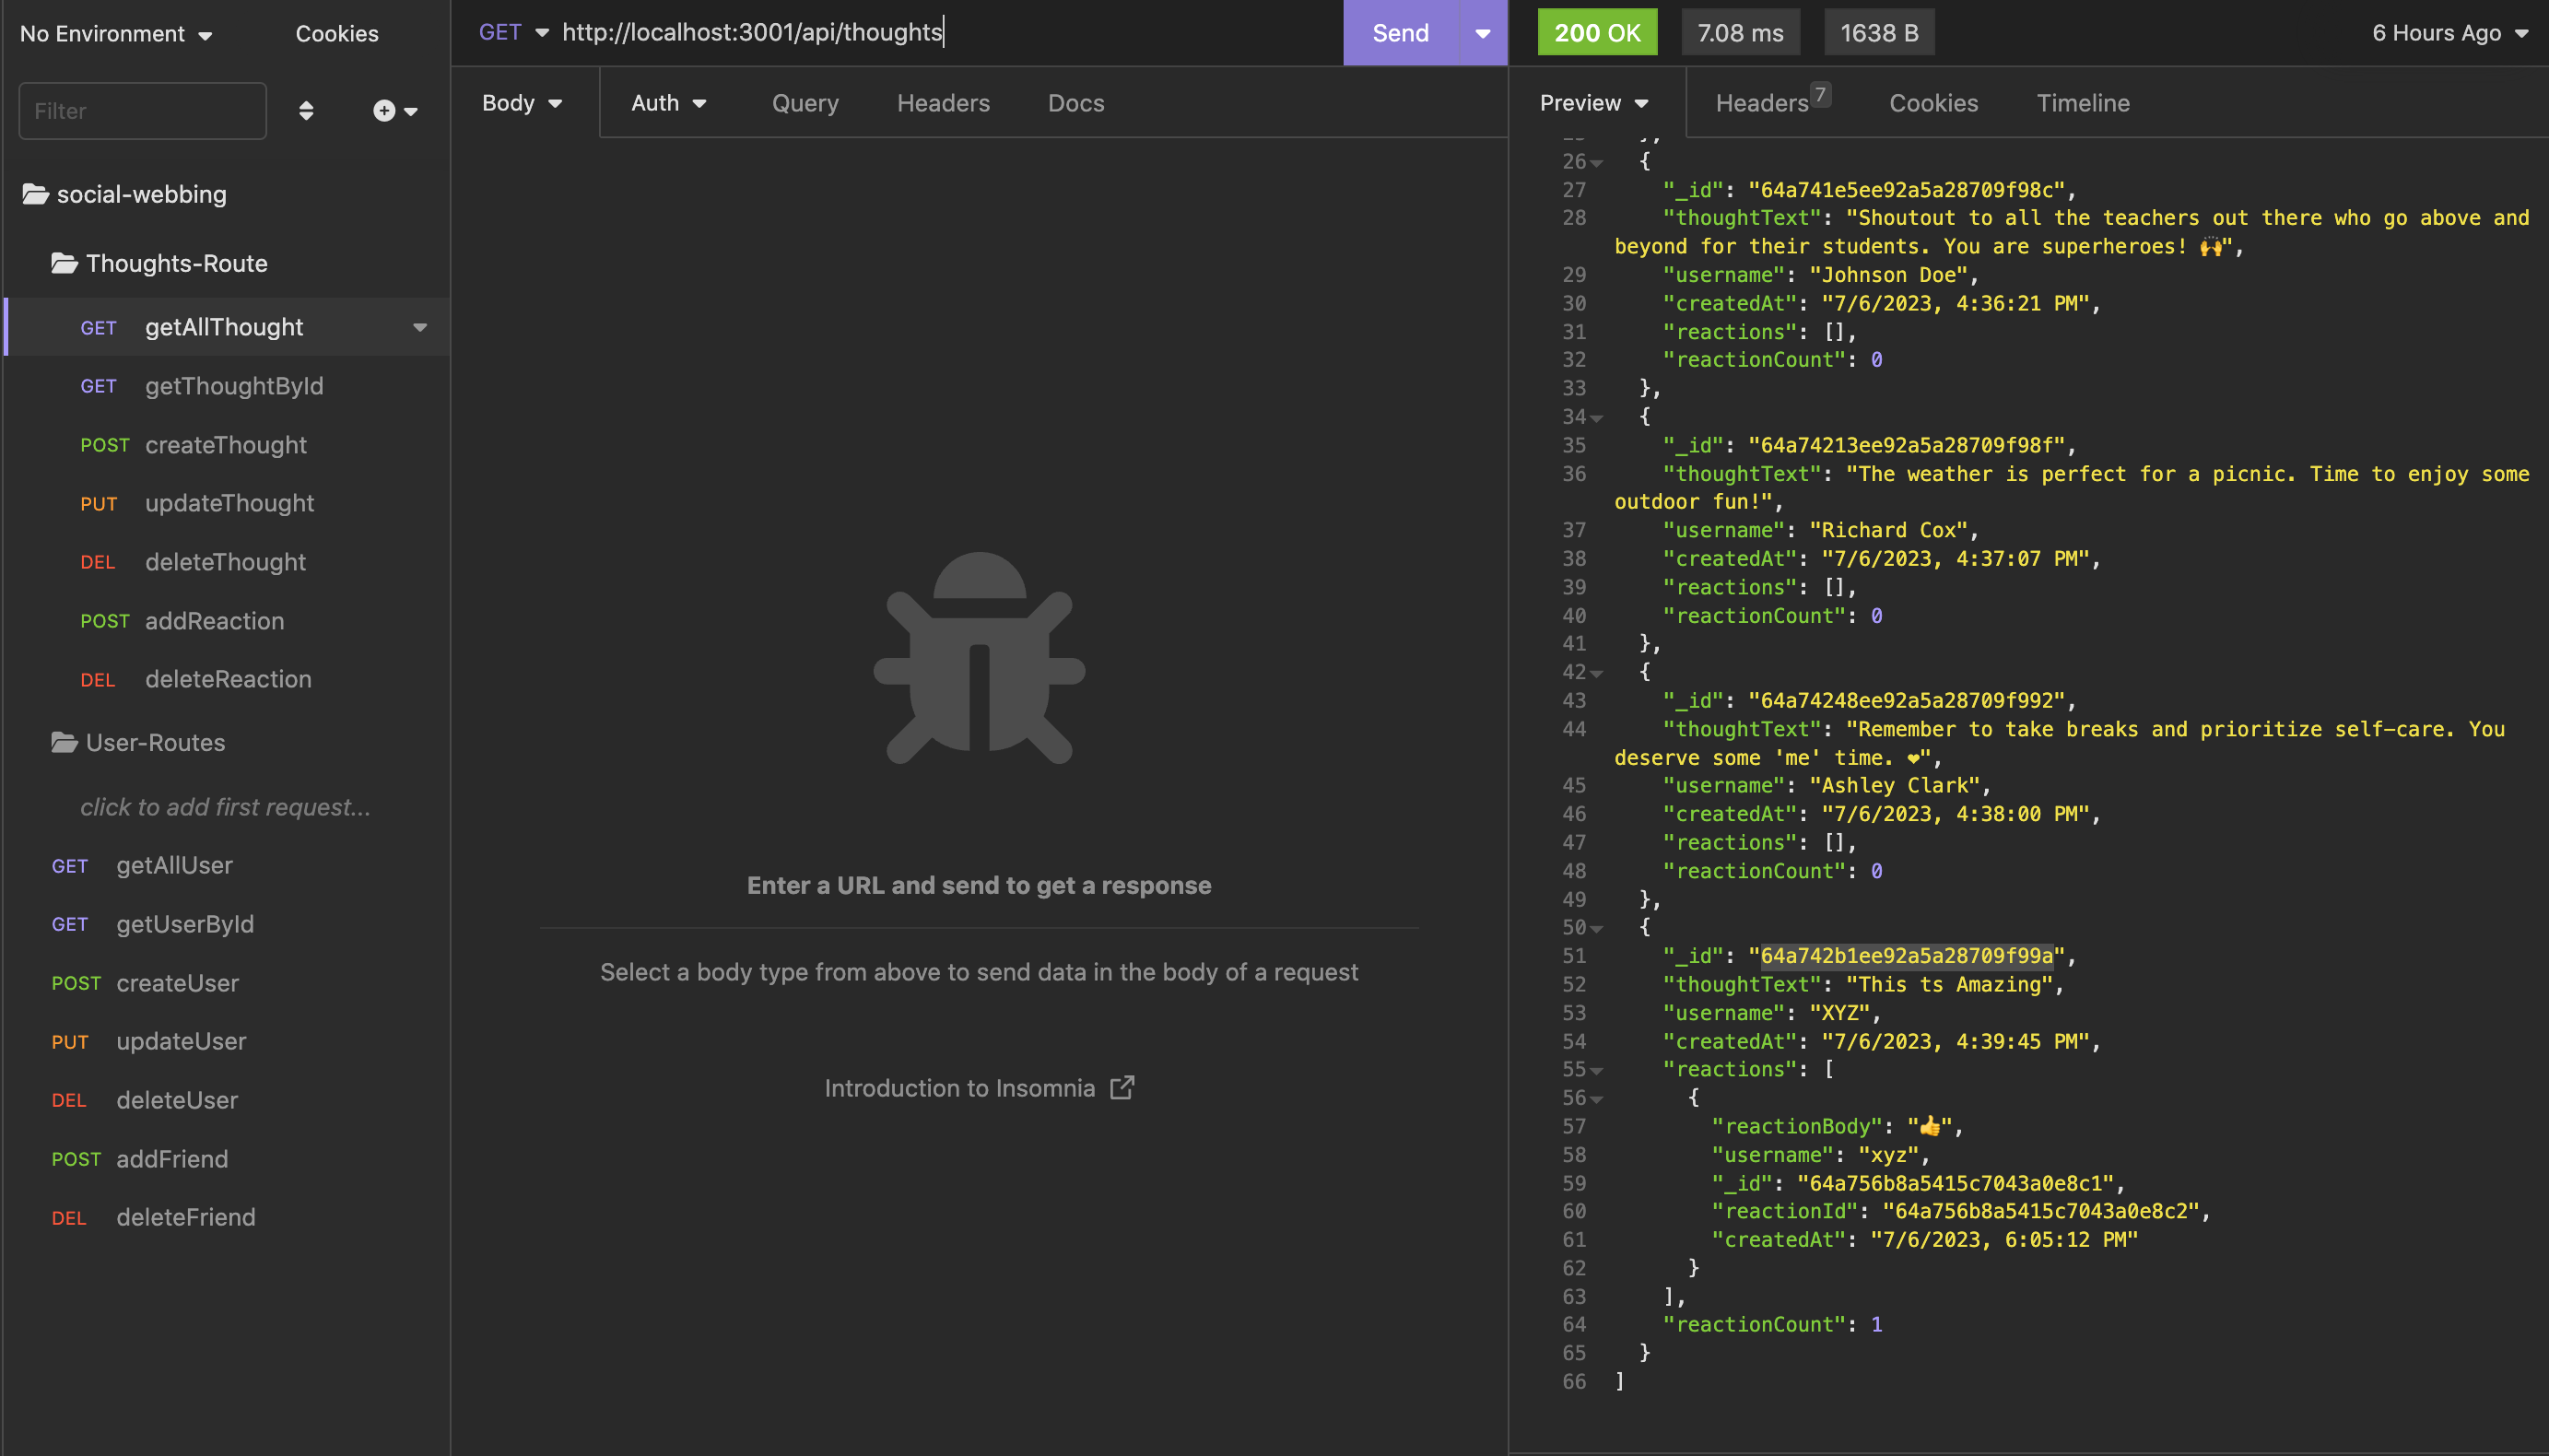 No Environment
Cookies
Filter
social-webbing
Thoughts-Route
GET getAllThought
GET getThoughtById
POST createThought
PUT updateThought
DEL deleteThought
POST addReaction
DEL deleteReaction
User-Routes
click to add first request...
GET getAllUser
GET getUserById
POST createUser
PUT updateUser
DEL deleteUser
POST addFriend
DEL deleteFriend
GET http://localhost:3001/api/thoughts
Send
Body Auth Query Headers Docs
Enter a URL and send to get a response
Select a body type from above to send data in the body of a request
Introduction to Insomnia
200 OK 7.08 ms 1638 B 6 Hours Ago
Preview Headers 7 Cookies Timeline
26 {
27 "_id": "64a741e5ee92a5a28709f98c",
28 "thoughtText": "Shoutout to all the teachers out there who go above and
beyond for their students. You are superheroes! 🙌",
29 "username": "Johnson Doe",
30 "createdAt": "7/6/2023, 4:36:21 PM",
31 "reactions": [],
32 "reactionCount": 0
33 },
34 {
35 "_id": "64a74213ee92a5a28709f98f",
36 "thoughtText": "The weather is perfect for a picnic. Time to enjoy some
outdoor fun!",
37 "username": "Richard Cox",
38 "createdAt": "7/6/2023, 4:37:07 PM",
39 "reactions": [],
40 "reactionCount": 0
41 },
42 {
43 "_id": "64a74248ee92a5a28709f992",
44 "thoughtText": "Remember to take breaks and prioritize self-care. You
deserve some 'me' time. ❤",
45 "username": "Ashley Clark",
46 "createdAt": "7/6/2023, 4:38:00 PM",
47 "reactions": [],
48 "reactionCount": 0
49 },
50 {
51 "_id": "64a742b1ee92a5a28709f99a",
52 "thoughtText": "This ts Amazing",
53 "username": "XYZ",
54 "createdAt": "7/6/2023, 4:39:45 PM",
55 "reactions": [
56 {
57 "reactionBody": "👍",
58 "username": "xyz",
59 "_id": "64a756b8a5415c7043a0e8c1",
60 "reactionId": "64a756b8a5415c7043a0e8c2",
61 "createdAt": "7/6/2023, 6:05:12 PM"
62 }
63 ],
64 "reactionCount": 1
65 }
66 ]